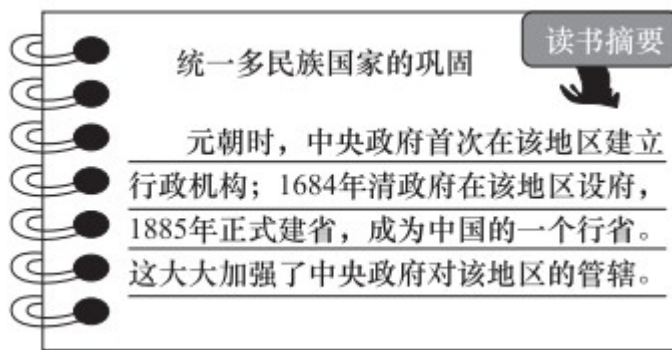 读书摘要
统一多民族国家的巩固
元朝时，中央政府首次在该地区建立
行政机构；1684年清政府在该地区设府，
1885年正式建省，成为中国的一个行省。
这大大加强了中央政府对该地区的管辖。